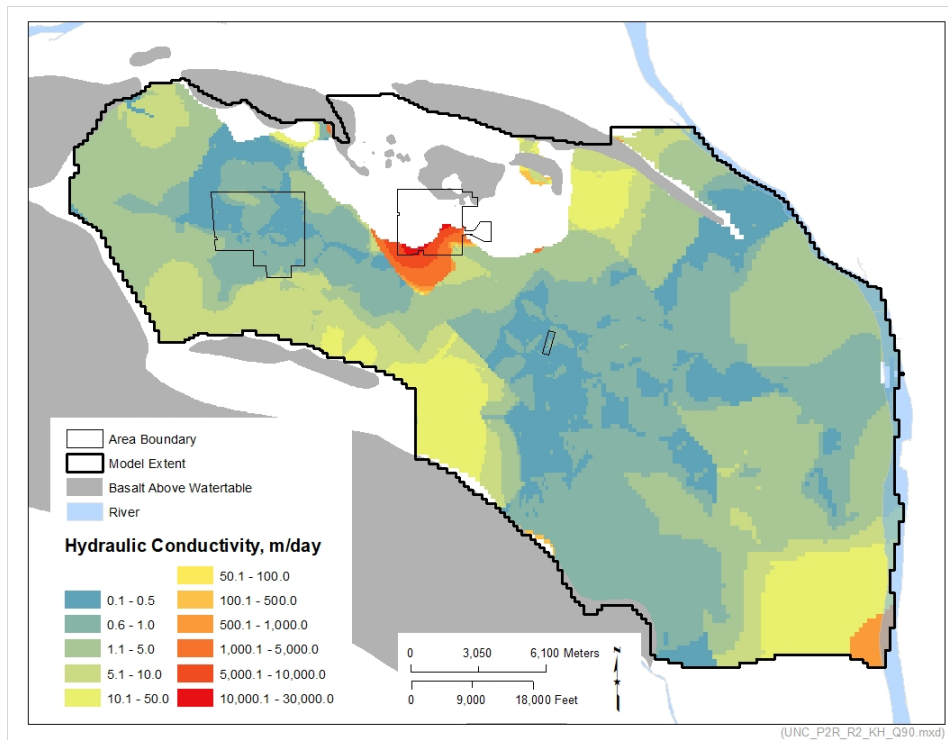 Area Boundary
Model Extent
Basalt Above Watertable
River
Hydraulic Conductivity, m/day
0.1 - 0.5
0.6 - 1.0
1.1 - 5.0
5.1 - 10.0
10.1 - 50.0
50.1 - 100.0
100.1 - 500.0
500.1 - 1,000.0
1,000.1 - 5,000.0
5,000.1 - 10,000.0
10,000.1 - 30,000.0
0 3,050 6,100 Meters
0 9,000 18,000 Feet
N
(UNC_P2R_R2_KH_Q90.mxd)